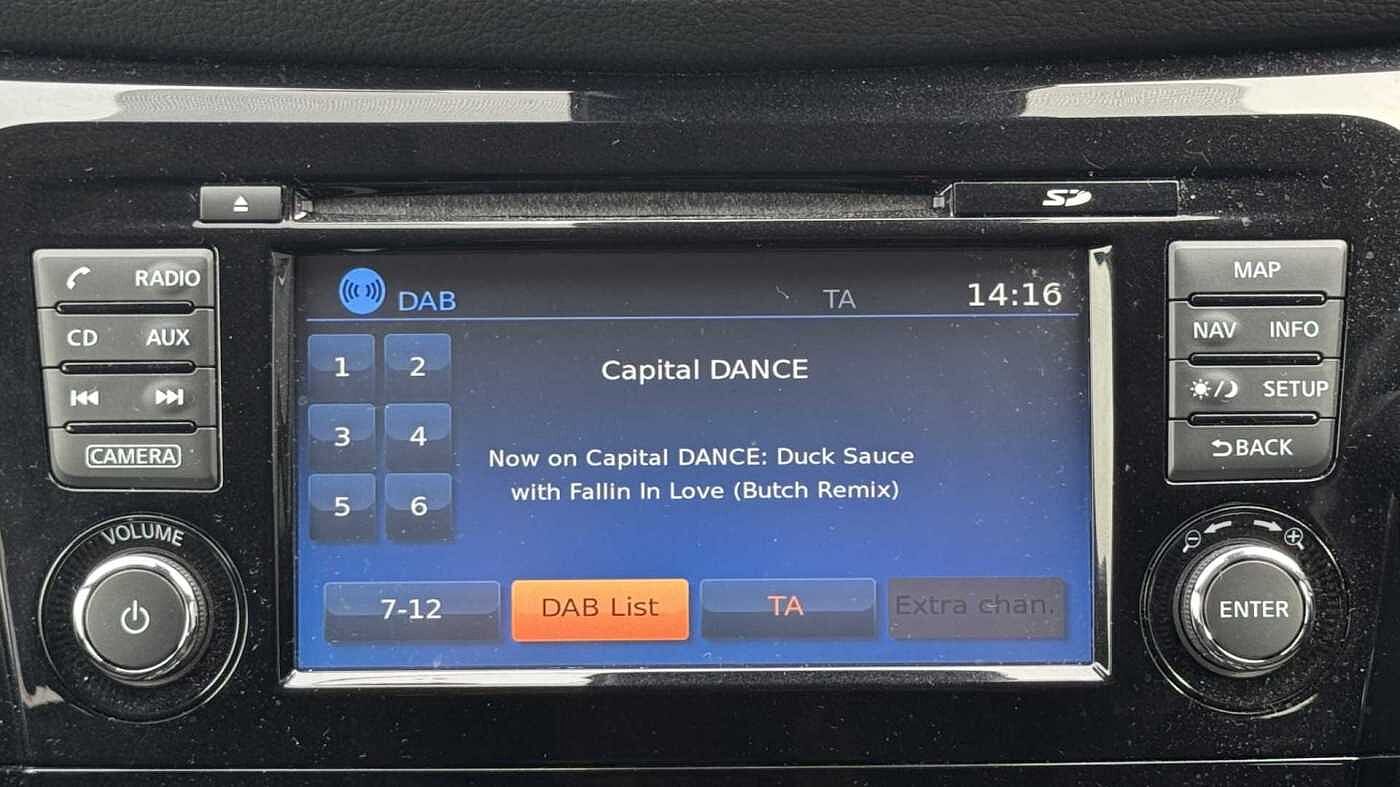 SD
RADIO
CD AUX
CAMERA
VOLUME
DAB TA 14:16
1 2
3 4
5 6
Capital DANCE
Now on Capital DANCE: Duck Sauce
with Fallin In Love (Butch Remix)
7-12 DAB List TA Extra chan.
MAP
NAV INFO
SETUP
BACK
ENTER